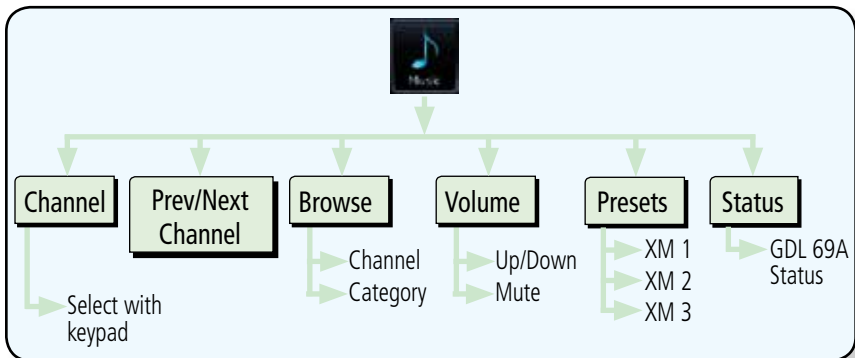 Music
Channel
Prev/Next
Channel
Browse
Volume
Presets
Status
Select with
keypad
Channel
Category
Up/Down
Mute
XM 1
XM 2
XM 3
GDL 69A
Status